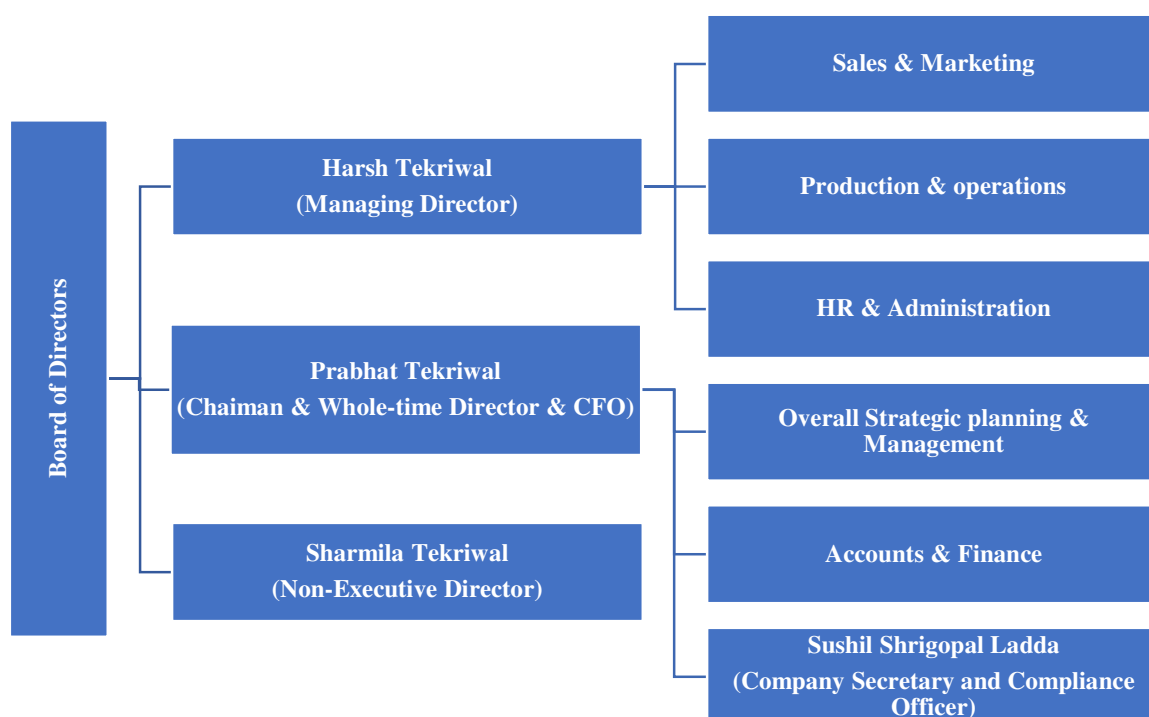 Board of Directors
Harsh Tekriwal
(Managing Director)
Sales & Marketing
Production & operations
HR & Administration
Prabhat Tekriwal
(Chaiman & Whole-time Director & CFO)
Overall Strategic planning &
Management
Accounts & Finance
Sushil Shrigopal Ladda
(Company Secretary and Compliance
Officer)
Sharmila Tekriwal
(Non-Executive Director)